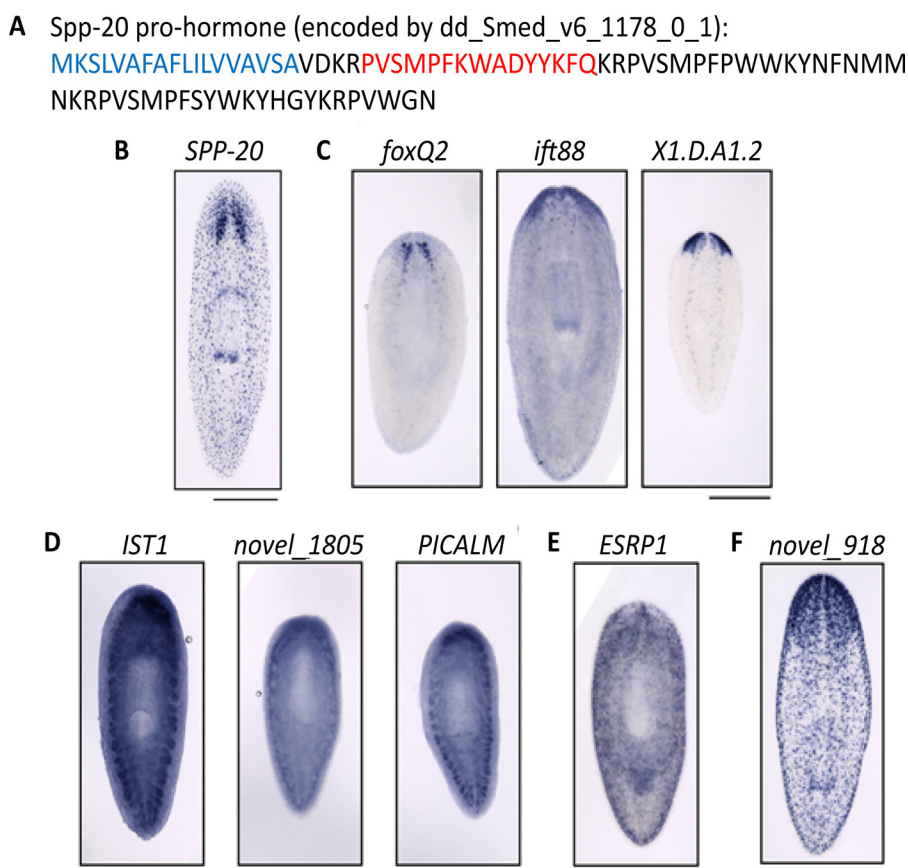 A Spp-20 pro-hormone (encoded by dd_Smed_v6_1178_0_1):
MKSLVAFAFLILVVAVSAVDKRPVSMPFKWADYYKFQKRPVSMPFPWWKYNFNMM
NKRPVSMPFSYWKYHGYKRPVWGN
B SPP-20 C foxQ2 ift88 X1.D.A1.2
D IST1 novel_1805 PICALM E ESRP1 F novel_918